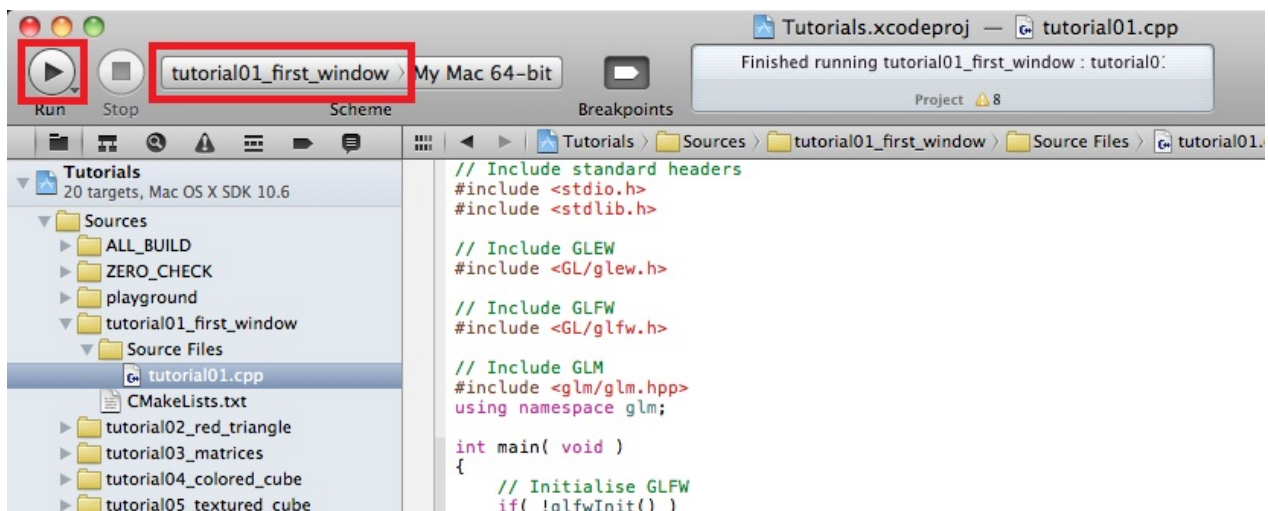 Tutorials.xcodeproj — tutorial01.cpp
tutorial01_first_window My Mac 64-bit
Finished running tutorial01_first_window : tutorial0
Project 8
Run Stop Scheme Breakpoints
Tutorials Sources tutorial01_first_window Source Files tutorial01.
Tutorials
20 targets, Mac OS X SDK 10.6
Sources
ALL_BUILD
ZERO_CHECK
playground
tutorial01_first_window
Source Files
tutorial01.cpp
CMakeLists.txt
tutorial02_red_triangle
tutorial03_matrices
tutorial04_colored_cube
tutorial05_textured_cube
// Include standard headers
#include <stdio.h>
#include <stdlib.h>
// Include GLEW
#include <GL/glew.h>
// Include GLFW
#include <GL/glfw.h>
// Include GLM
#include <glm/glm.hpp>
using namespace glm;
int main( void )
{
// Initialise GLFW
if( !glfwInit() )